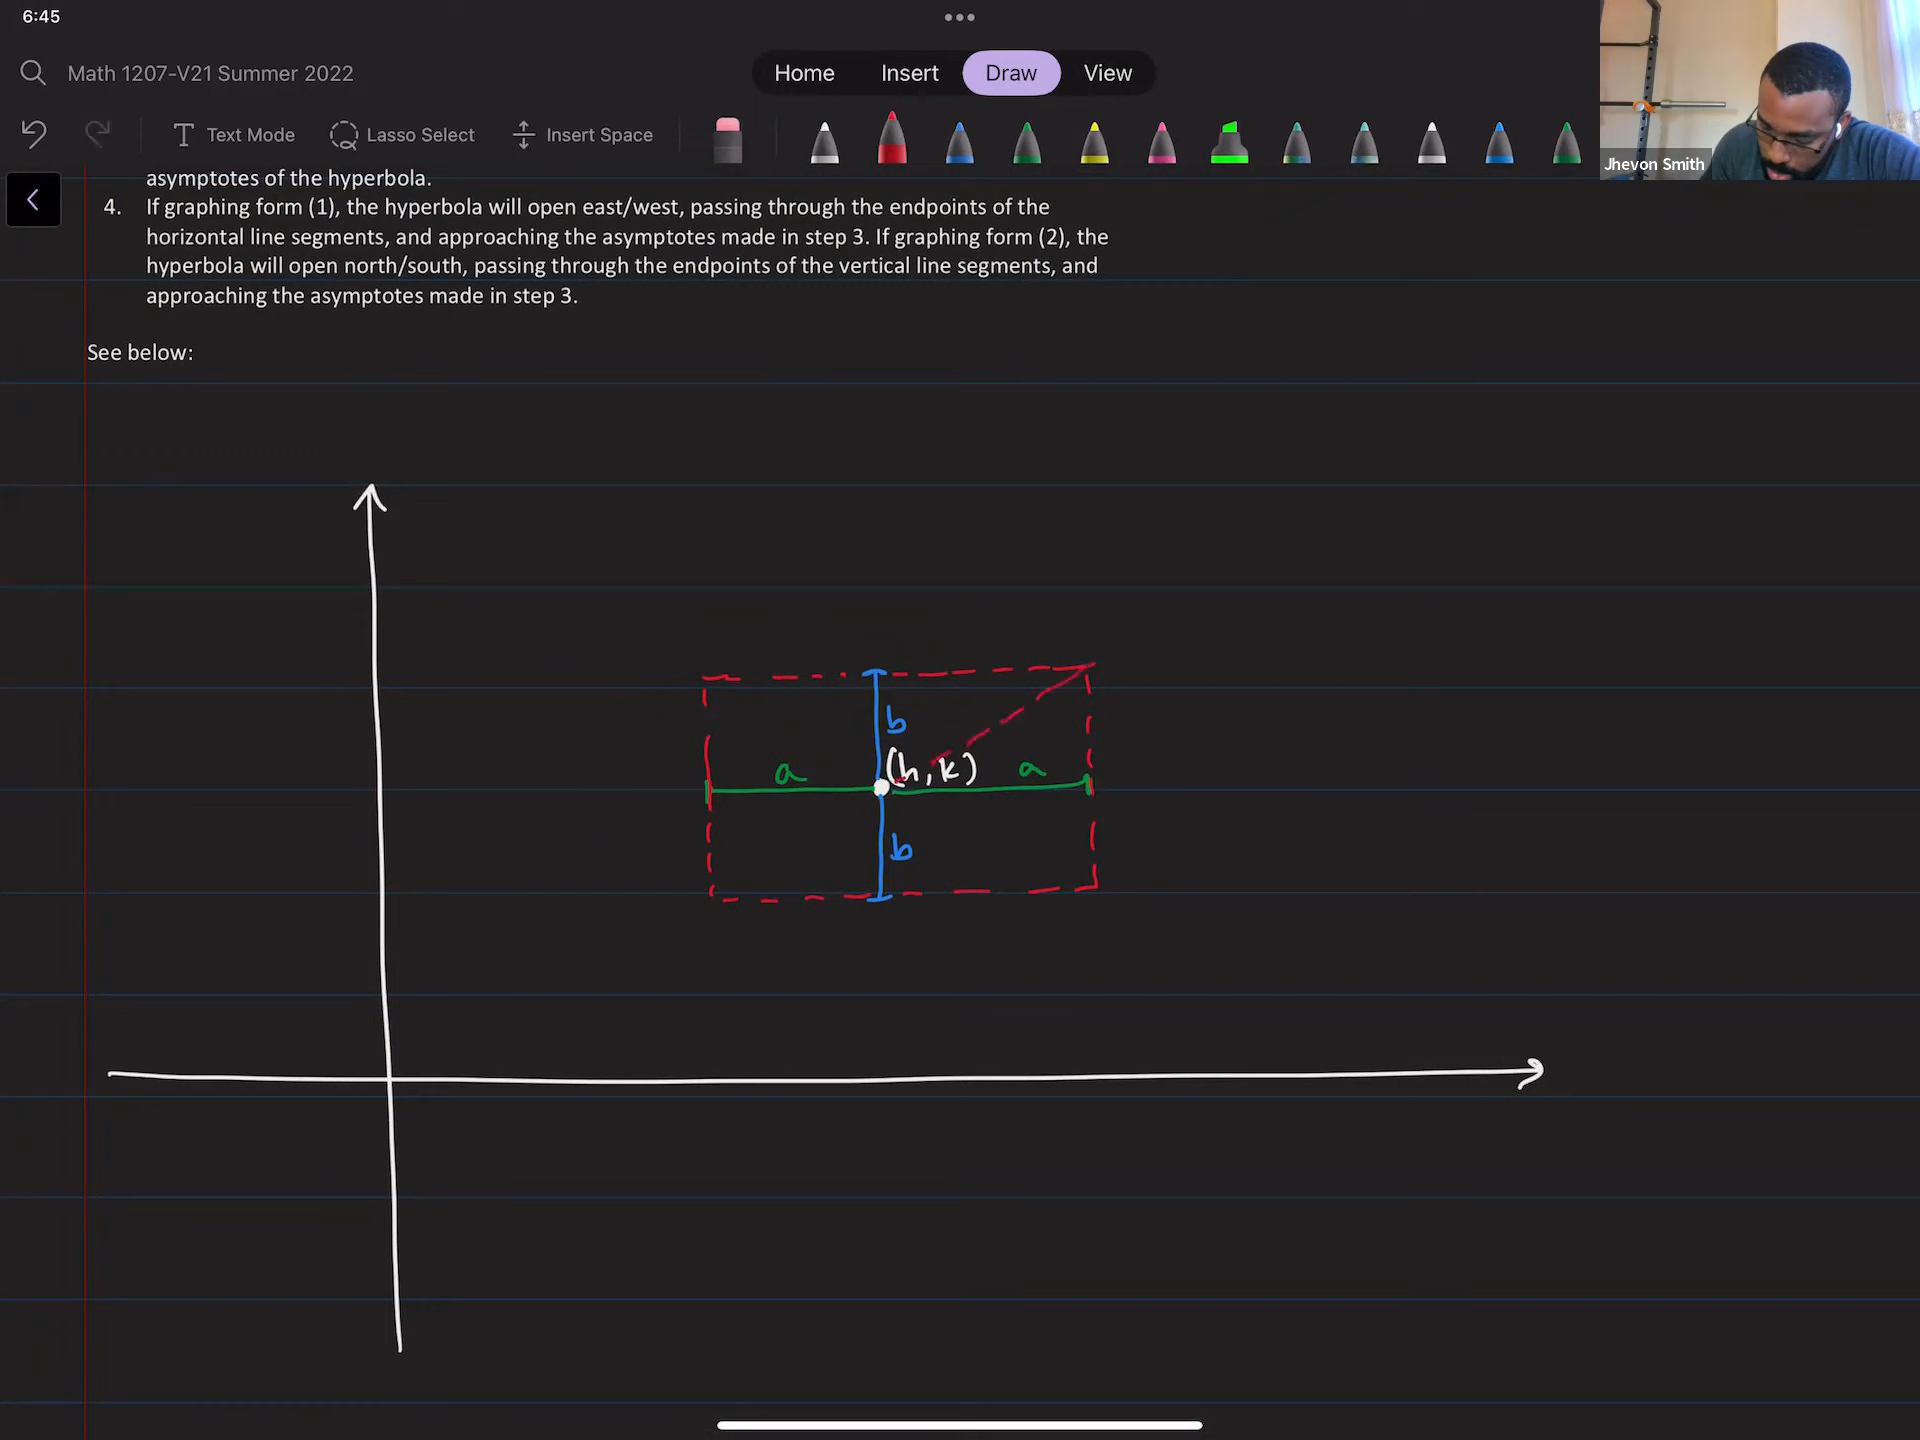 6:45
Math 1207-V21 Summer 2022
Home Insert Draw View
Text Mode Lasso Select Insert Space
Jhevon Smith
asymptotes of the hyperbola.
4. If graphing form (1), the hyperbola will open east/west, passing through the endpoints of the
horizontal line segments, and approaching the asymptotes made in step 3. If graphing form (2), the
hyperbola will open north/south, passing through the endpoints of the vertical line segments, and
approaching the asymptotes made in step 3.
See below:
b
a (h,k) a
b